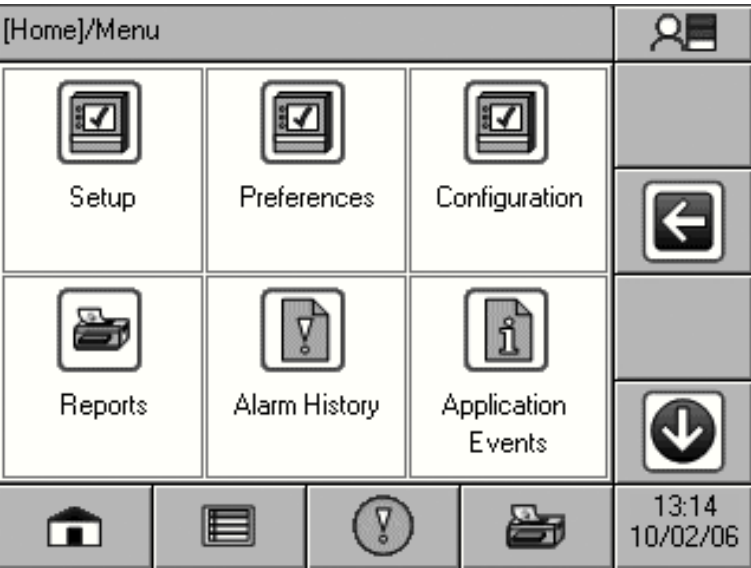 [Home]/Menu
Setup
Preferences
Configuration
Reports
Alarm History
Application
Events
13:14
10/02/06